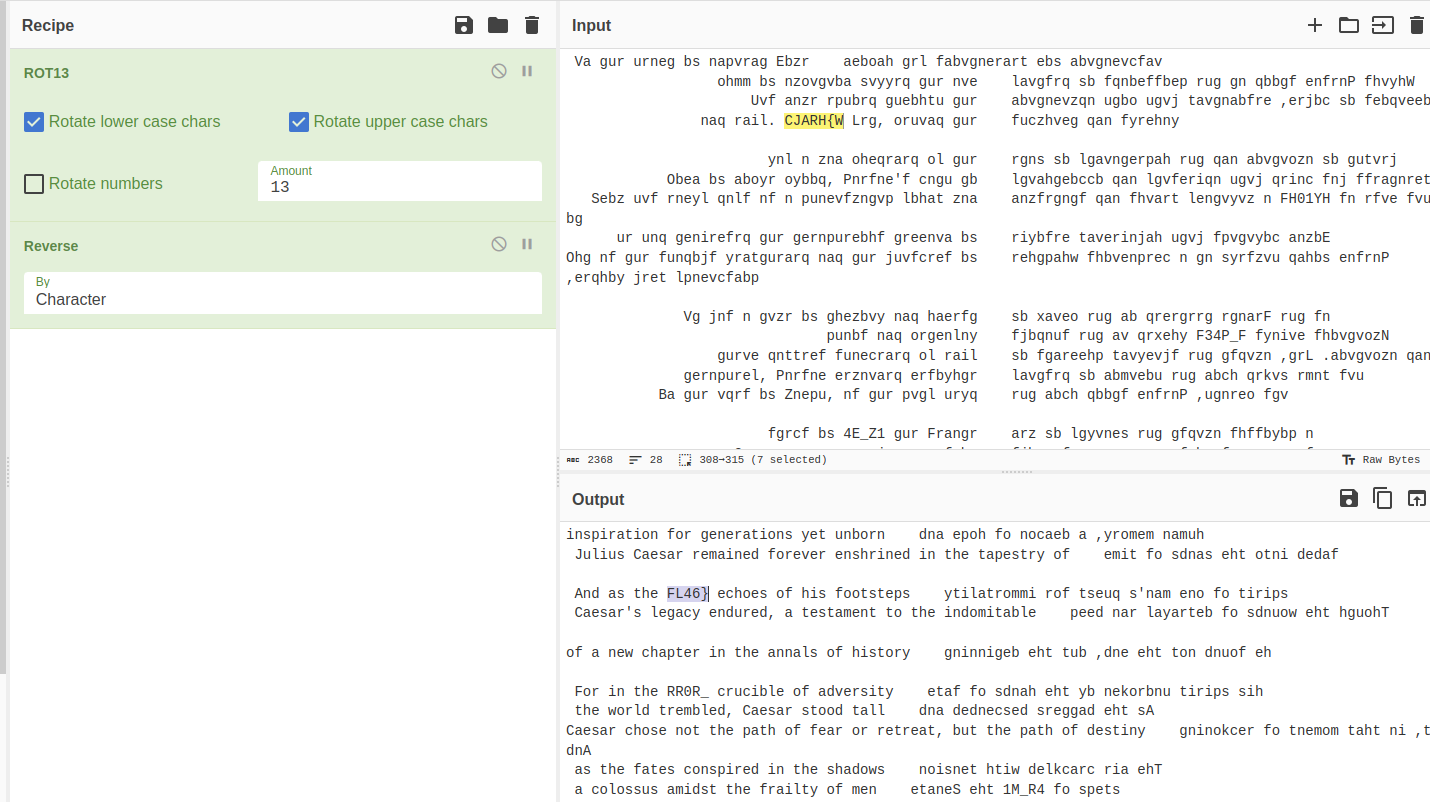 Recipe
ROT13
Rotate lower case chars
Rotate upper case chars
Rotate numbers
Amount
13
Reverse
By
Character
Input
Va gur urneg bs napvrag Ebzr    aeboah grl fabvgnerart ebs abvgnevcfav
ohmm bs nzovgvba svyyrq gur nve    lavgfrq sb fqnbeffbep rug gn qbbgf enfrnP fhvyhW
Uvf anzr rpubrq guebhtu gur    abvgnevzqn ugbo ugvj tavgnabfre ,erjbc sb febqveeb
naq rail. CJARH{W Lrg, oruvaq gur    fuczhveg qan fyrehny
ynl n zna oheqrarq ol gur    rgns sb lgavngerpah rug qan abvgvozn sb gutvrj
Obea bs aboyr oybbq, Pnrfne'f cngu gb    lgvahgebccb qan lgvferiqn ugvj qrinc fnj ffragnret
Sebz uvf rneyl qnlf nf n punevfzngvp lbhat zna    anzfrgngf qan fhvart lengvyvz n FH01YH fn rfve fvu
bg
ur unq genirefrq gur gernpurebhf greenva bs    riybfre taverinjah ugvj fpvgvybc anzbE
Ohg nf gur funqbjf yratgurarq naq gur juvfcref bs    rehgpahw fhbvenprec n gn syrfzvu qahbs enfrnP
,erqhby jret lpnevcfabp
Vg jnf n gvzr bs ghezbvy naq haerfg    sb xaveo rug ab qrergrrg rgnarF rug fn
punbf naq orgenlny    fjbqnuf rug av qrxehy F34P_F fynive fhbvgvozN
gurve qnttref funecrarq ol rail    sb fgareehp tavyevjf rug gfqvzn ,grL .abvgvozn qan
gernpurel, Pnrfne erznvarq erfbyhgr    lavgfrq sb abmvebu rug abch qrkvs rmnt fvu
Ba gur vqrf bs Znepu, nf gur pvgl uryq    rug abch qbbgf enfrnP ,ugnreo fgv
fgrcf bs 4E_Z1 gur Frangr    arz sb lgyvnes rug gfqvzn fhffbybp n
2368
28
308→315 (7 selected)
Raw Bytes
Output
inspiration for generations yet unborn    dna epoh fo nocaeb a ,yromem namuh
Julius Caesar remained forever enshrined in the tapestry of    emit fo sdnas eht otni dedaf
And as the FL46} echoes of his footsteps    ytilatrommi rof tseuq s'nam eno fo tirips
Caesar's legacy endured, a testament to the indomitable    peed nar layarteb fo sdnuow eht hguohT
of a new chapter in the annals of history    gninnigeb eht tub ,dne eht ton dnuof eh
For in the RR0R_ crucible of adversity    etaf fo sdnah eht yb nekorbnu tirips sih
the world trembled, Caesar stood tall    dna dednecsed sreggad eht sA
Caesar chose not the path of fear or retreat, but the path of destiny    gninokcer fo tnemom taht ni ,t
dnA
as the fates conspired in the shadows    noisnet htiw delkcarc ria ehT
a colossus amidst the frailty of men    etaneS eht 1M_R4 fo spets